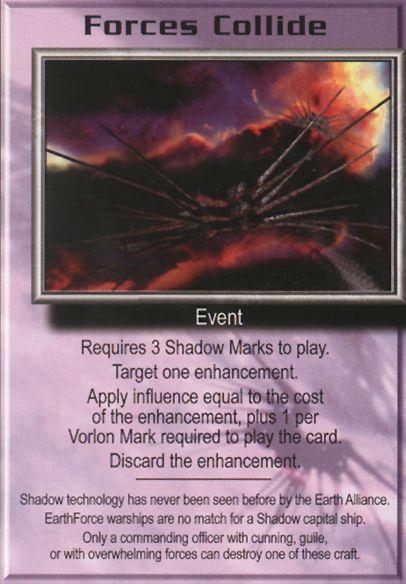 Forces Collide
Event
Requires 3 Shadow Marks to play.
Target one enhancement.
Apply influence equal to the cost
of the enhancement, plus 1 per
Vorlon Mark required to play the card.
Discard the enhancement.
Shadow technology has never been seen before by the Earth Alliance.
EarthForce warships are no match for a Shadow capital ship.
Only a commanding officer with cunning, guile,
or with overwhelming forces can destroy one of these craft.